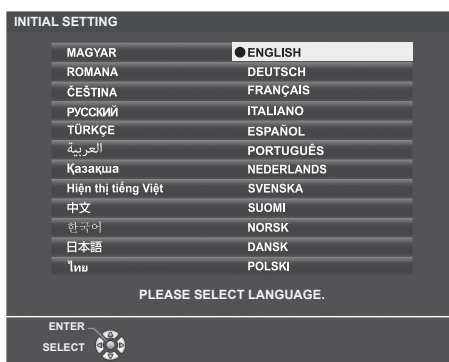 INITIAL SETTING
MAGYAR ENGLISH
ROMANA DEUTSCH
ČEŠTINA FRANÇAIS
РУССКИЙ ITALIANO
TÜRKÇE ESPAÑOL
العربية PORTUGUÊS
Қазақша NEDERLANDS
Hiện thị tiếng Việt SVENSKA
中文 SUOMI
한국어 NORSK
日本語 DANSK
ไทย POLSKI
PLEASE SELECT LANGUAGE.
ENTER
SELECT